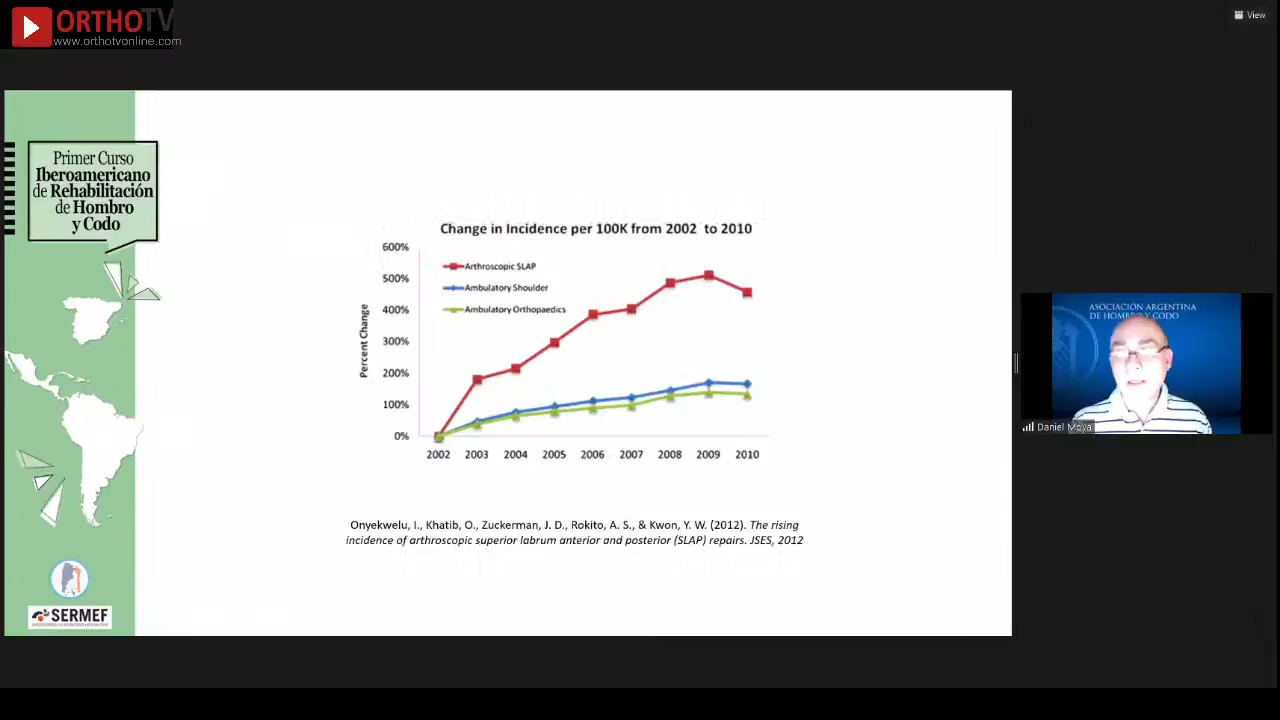 ORTHOTV
www.orthotvonline.com
View
Primer Curso
Iberoamericano
de Rehabilitación
de Hombro
y Codo
SERMEF
Change in Incidence per 100K from 2002 to 2010
Percent Change
600%
500%
400%
300%
200%
100%
0%
Arthroscopic SLAP
Ambulatory Shoulder
Ambulatory Orthopaedics
2002 2003 2004 2005 2006 2007 2008 2009 2010
Onyekwelu, I., Khatib, O., Zuckerman, J. D., Rokito, A. S., & Kwon, Y. W. (2012). The rising
incidence of arthroscopic superior labrum anterior and posterior (SLAP) repairs. JSES, 2012
ASOCIACIÓN ARGENTINA
DE HOMBRO Y CODO
Daniel Moya